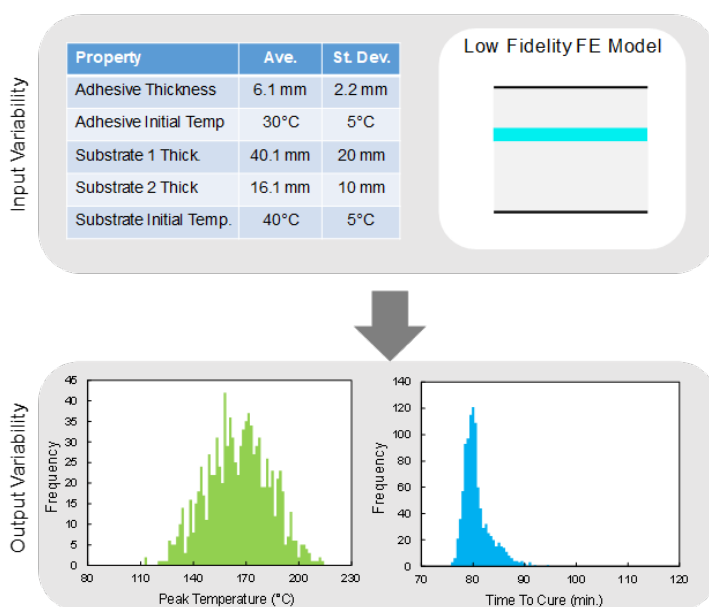 Input Variability
Property Ave. St. Dev.
Adhesive Thickness 6.1 mm 2.2 mm
Adhesive Initial Temp 30°C 5°C
Substrate 1 Thick. 40.1 mm 20 mm
Substrate 2 Thick 16.1 mm 10 mm
Substrate Initial Temp. 40°C 5°C
Low Fidelity FE Model
Output Variability
Frequency
45
40
35
30
25
20
15
10
5
0
80 110 140 170 200 230
Peak Temperature (°C)
Frequency
140
120
100
80
60
40
20
0
70 80 90 100 110 120
Time To Cure (min.)